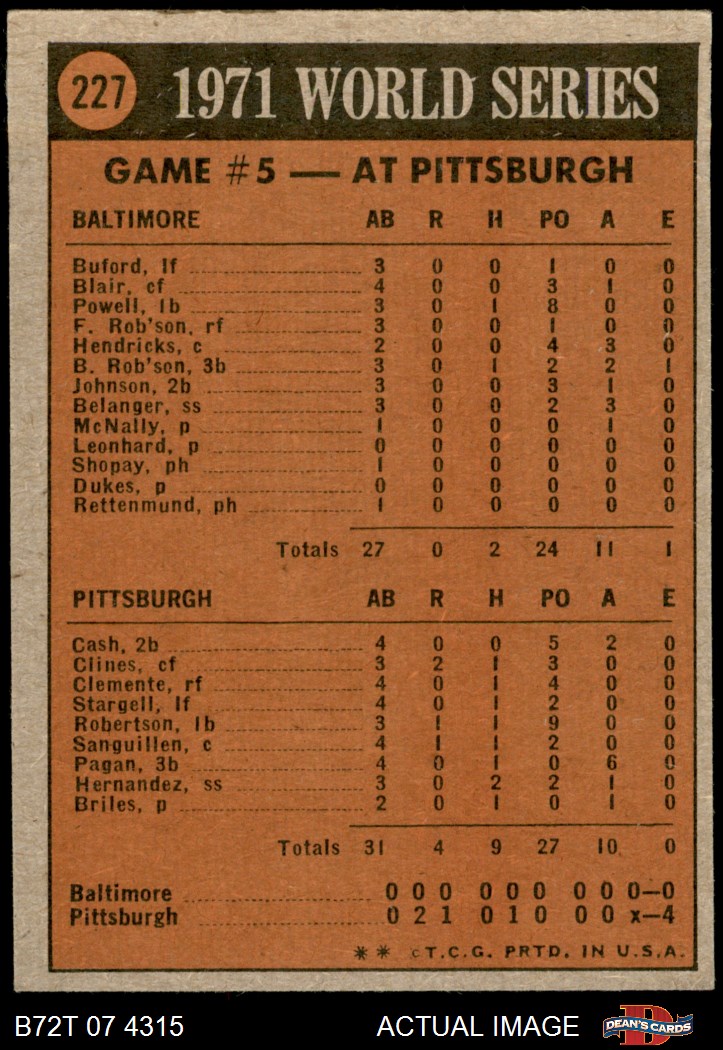 227 1971 WORLD SERIES
GAME #5 — AT PITTSBURGH
BALTIMORE AB R H PO A E
Buford, lf 3 0 0 1 0 0
Blair, cf 4 0 0 3 1 0
Powell, 1b 3 0 1 8 0 0
F. Rob'son, rf 3 0 0 1 0 0
Hendricks, c 2 0 0 4 3 0
B. Rob'son, 3b 3 0 1 2 2 1
Johnson, 2b 3 0 0 3 1 0
Belanger, ss 3 0 0 2 3 0
McNally, p 1 0 0 0 1 0
Leonhard, p 0 0 0 0 0 0
Shopay, ph 1 0 0 0 0 0
Dukes, p 0 0 0 0 0 0
Rettenmund, ph 1 0 0 0 0 0
Totals 27 0 2 24 11 1
PITTSBURGH AB R H PO A E
Cash, 2b 4 0 0 5 2 0
Clines, cf 3 2 1 3 0 0
Clemente, rf 4 0 1 4 0 0
Stargell, lf 4 0 1 2 0 0
Robertson, 1b 3 1 1 9 0 0
Sanguillen, c 4 1 1 2 0 0
Pagan, 3b 4 0 1 0 6 0
Hernandez, ss 3 0 2 2 1 0
Briles, p 2 0 1 0 1 0
Totals 31 4 9 27 10 0
Baltimore 0 0 0 0 0 0 0 0 0—0
Pittsburgh 0 2 1 0 1 0 0 0 x—4
** ©T.C.G. PRTD. IN U.S.A.
B72T 07 4315 ACTUAL IMAGE D DEAN'S CARDS